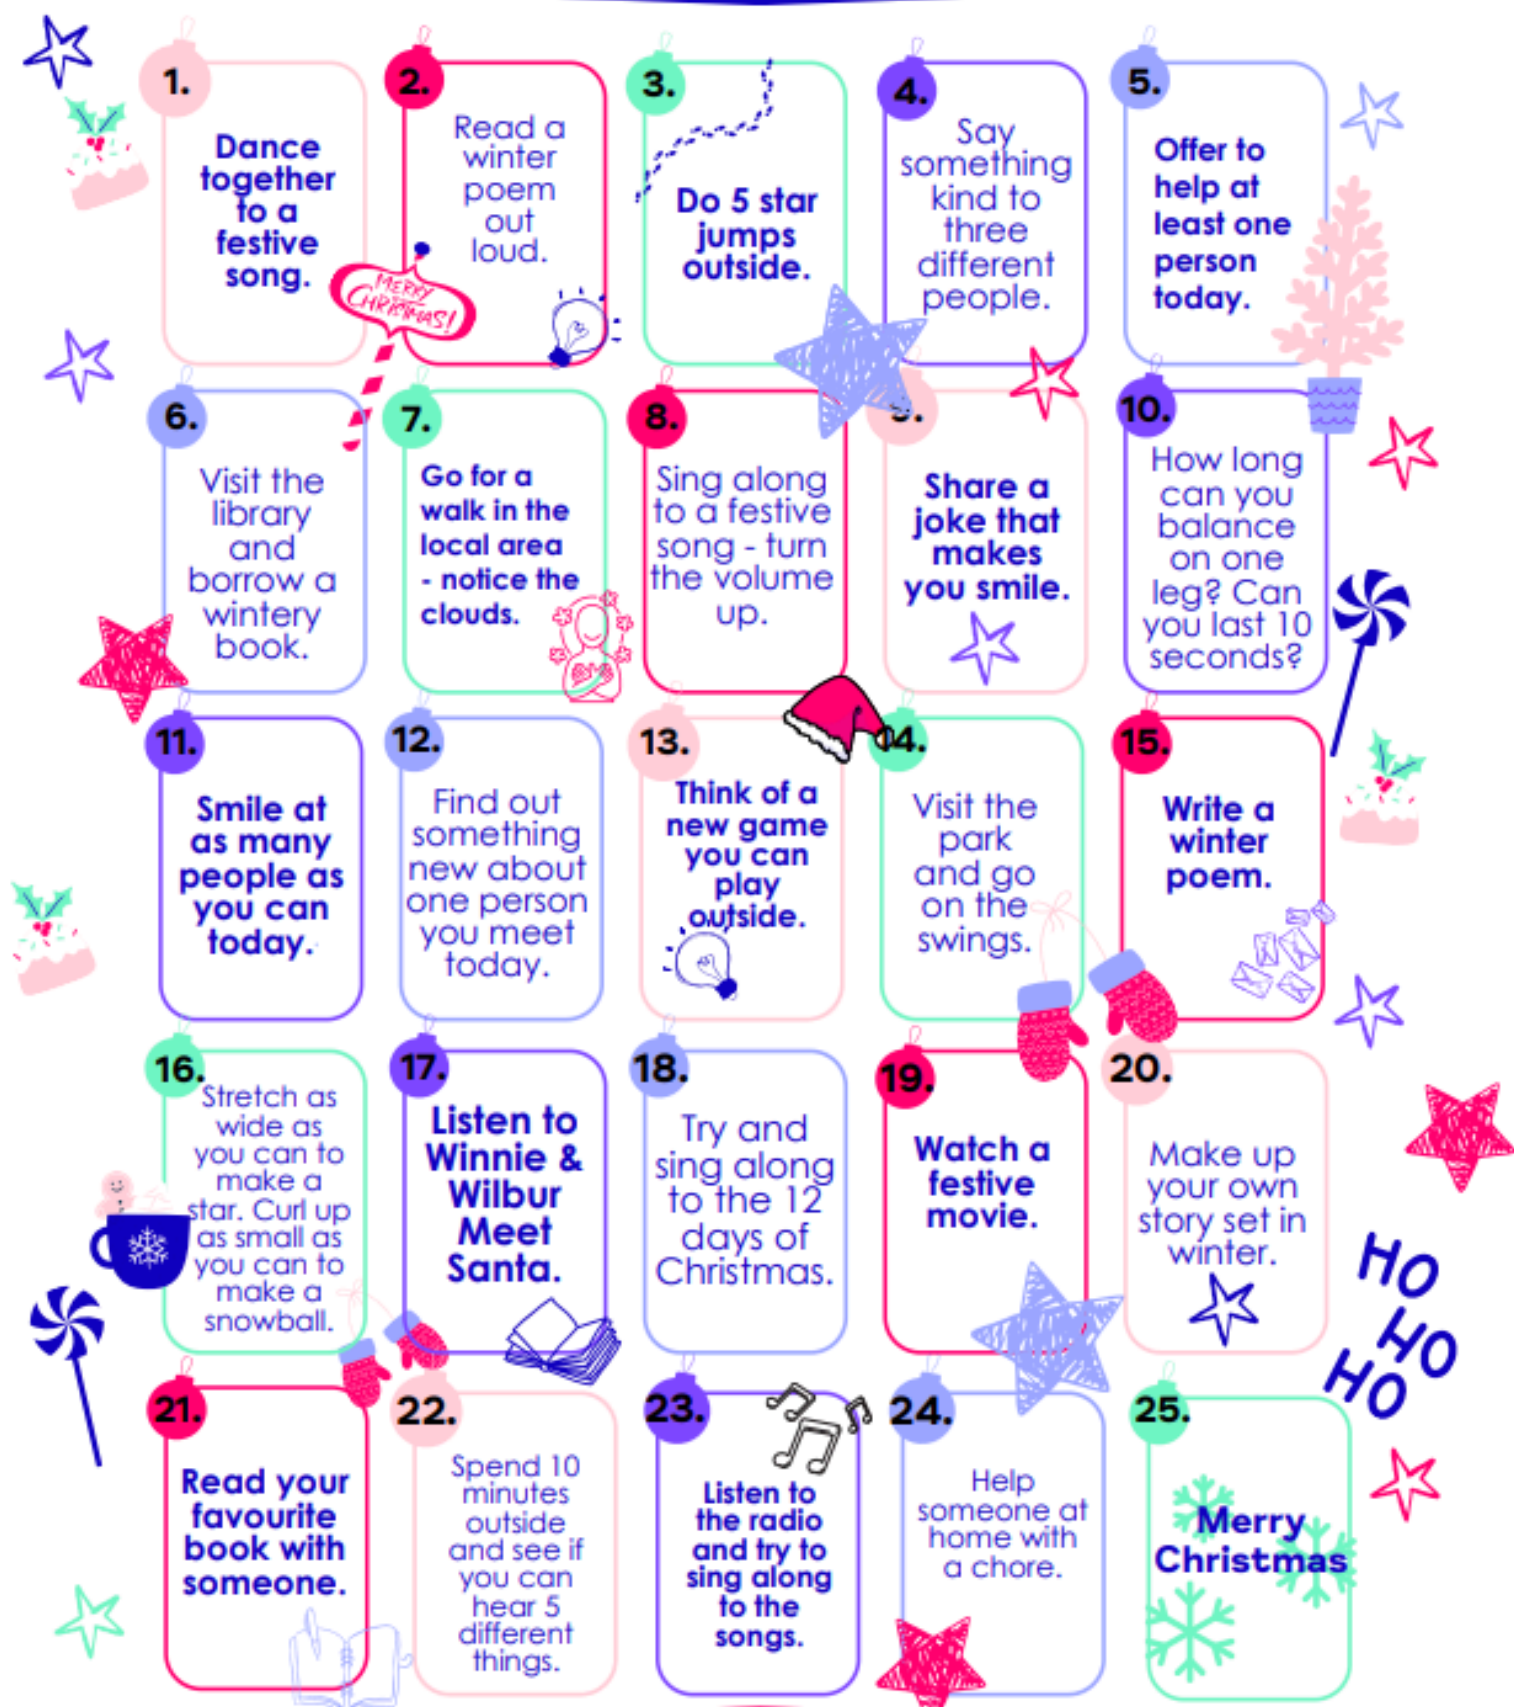 1.
Dance
together
to a
festive
song.
2.
Read a
winter
poem
out
loud.
MERRY
CHRISTMAS!
3.
Do 5 star
jumps
outside.
4.
Say
something
kind to
three
different
people.
5.
Offer to
help at
least one
person
today.
6.
Visit the
library
and
borrow a
wintery
book.
7.
Go for a
walk in the
local area
- notice the
clouds.
8.
Sing along
to a festive
song - turn
the volume
up.
9.
Share a
joke that
makes
you smile.
10.
How long
can you
balance
on one
leg? Can
you last 10
seconds?
11.
Smile at
as many
people as
you can
today.
12.
Find out
something
new about
one person
you meet
today.
13.
Think of a
new game
you can
play
outside.
14.
Visit the
park
and go
on the
swings.
15.
Write a
winter
poem.
16.
Stretch as
wide as
you can to
make a
star. Curl up
as small as
you can to
make a
snowball.
17.
Listen to
Winnie &
Wilbur
Meet
Santa.
18.
Try and
sing along
to the 12
days of
Christmas.
19.
Watch a
festive
movie.
20.
Make up
your own
story set in
winter.
HO
HO
HO
21.
Read your
favourite
book with
someone.
22.
Spend 10
minutes
outside
and see if
you can
hear 5
different
things.
23.
Listen to
the radio
and try to
sing along
to the
songs.
24.
Help
someone at
home with
a chore.
25.
Merry
Christmas